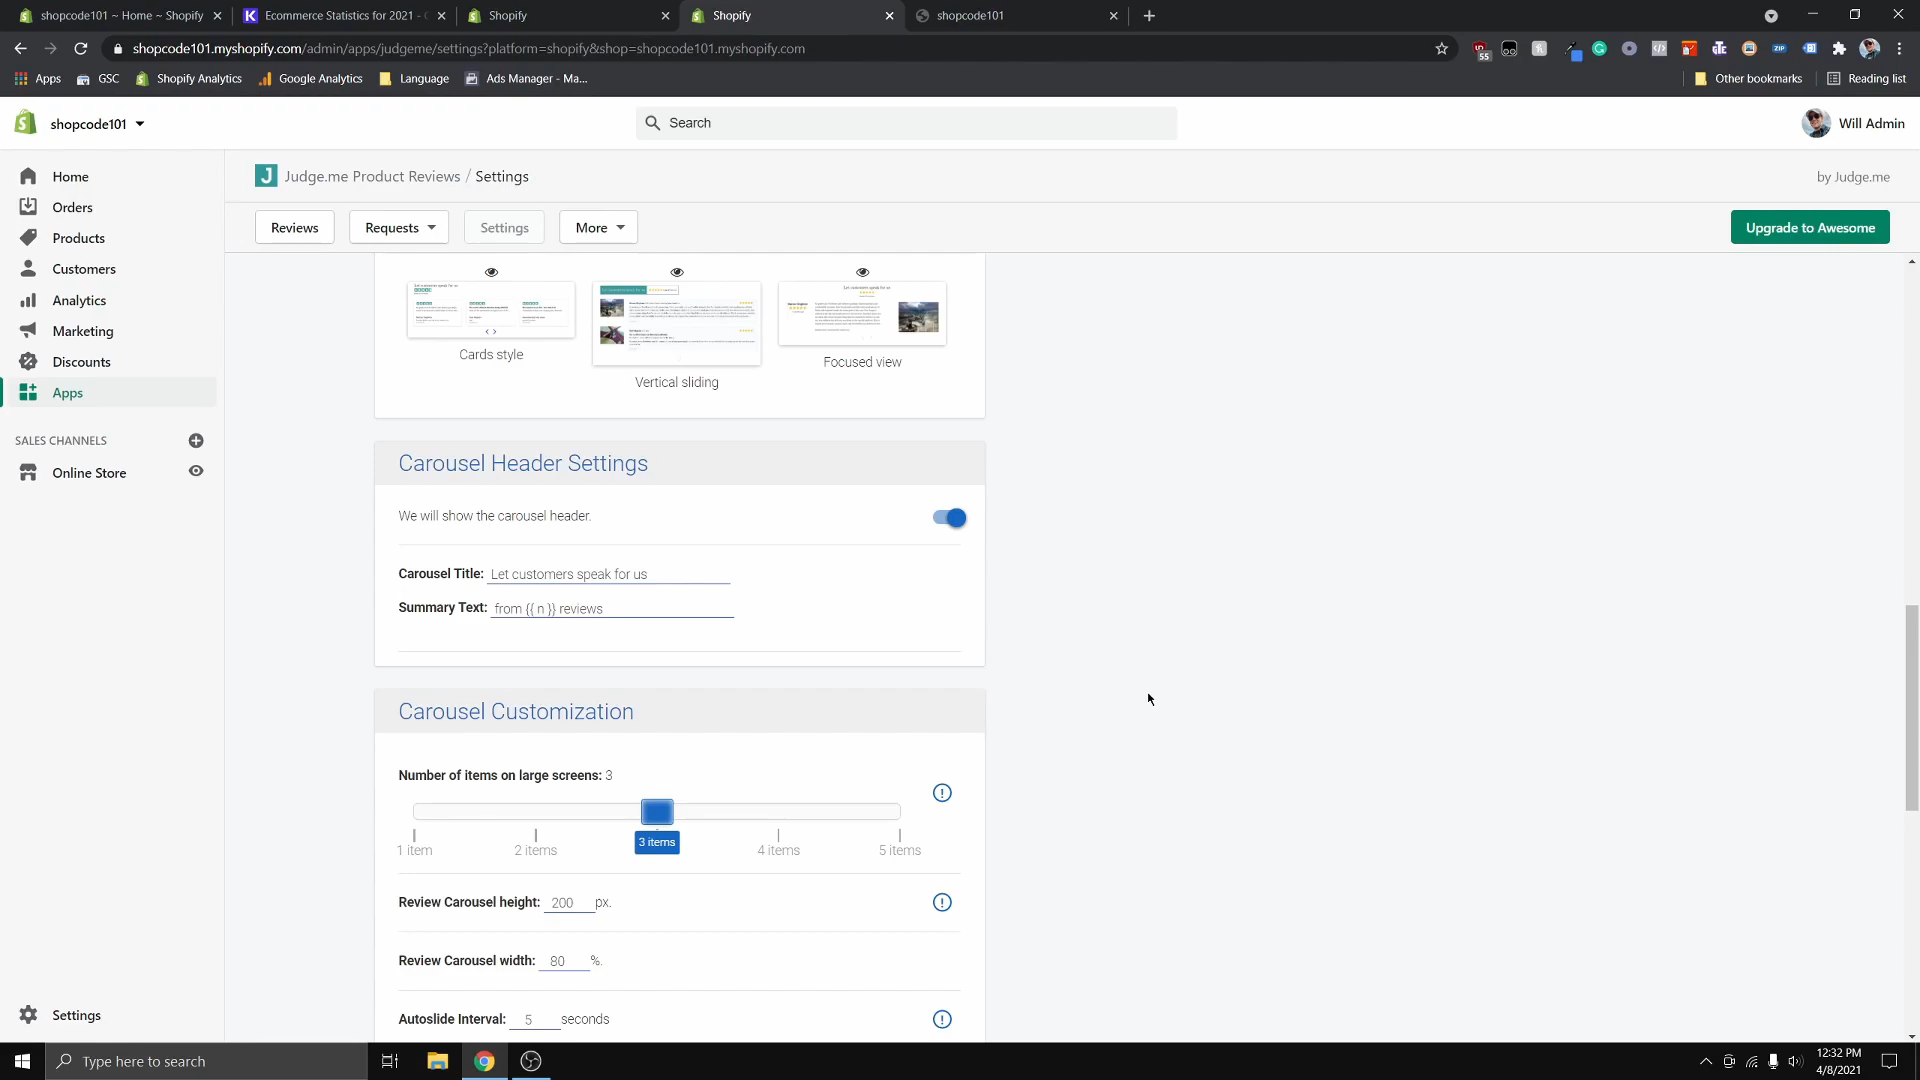 shopcode101 ~ Home ~ Shopify
Ecommerce Statistics for 2021 -
Shopify
Shopify
shopcode101
shopcode101.myshopify.com/admin/apps/judgeme/settings?platform=shopify&shop=shopcode101.myshopify.com
55
ZIP
Apps
GSC
Shopify Analytics
Google Analytics
Language
Ads Manager - Ma...
Other bookmarks
Reading list
shopcode101
Search
Will Admin
Home
Orders
Products
Customers
Analytics
Marketing
Discounts
Apps
SALES CHANNELS
Online Store
Settings
J Judge.me Product Reviews / Settings
by Judge.me
Reviews
Requests
Settings
More
Upgrade to Awesome
Let customers speak for us
Cards style
Vertical sliding
Focused view
Carousel Header Settings
We will show the carousel header.
Carousel Title: Let customers speak for us
Summary Text: from {{ n }} reviews
Carousel Customization
Number of items on large screens: 3
1 item
2 items
3 items
4 items
5 items
Review Carousel height: 200 px.
Review Carousel width: 80 %.
Autoslide Interval: 5 seconds
Type here to search
12:32 PM
4/8/2021